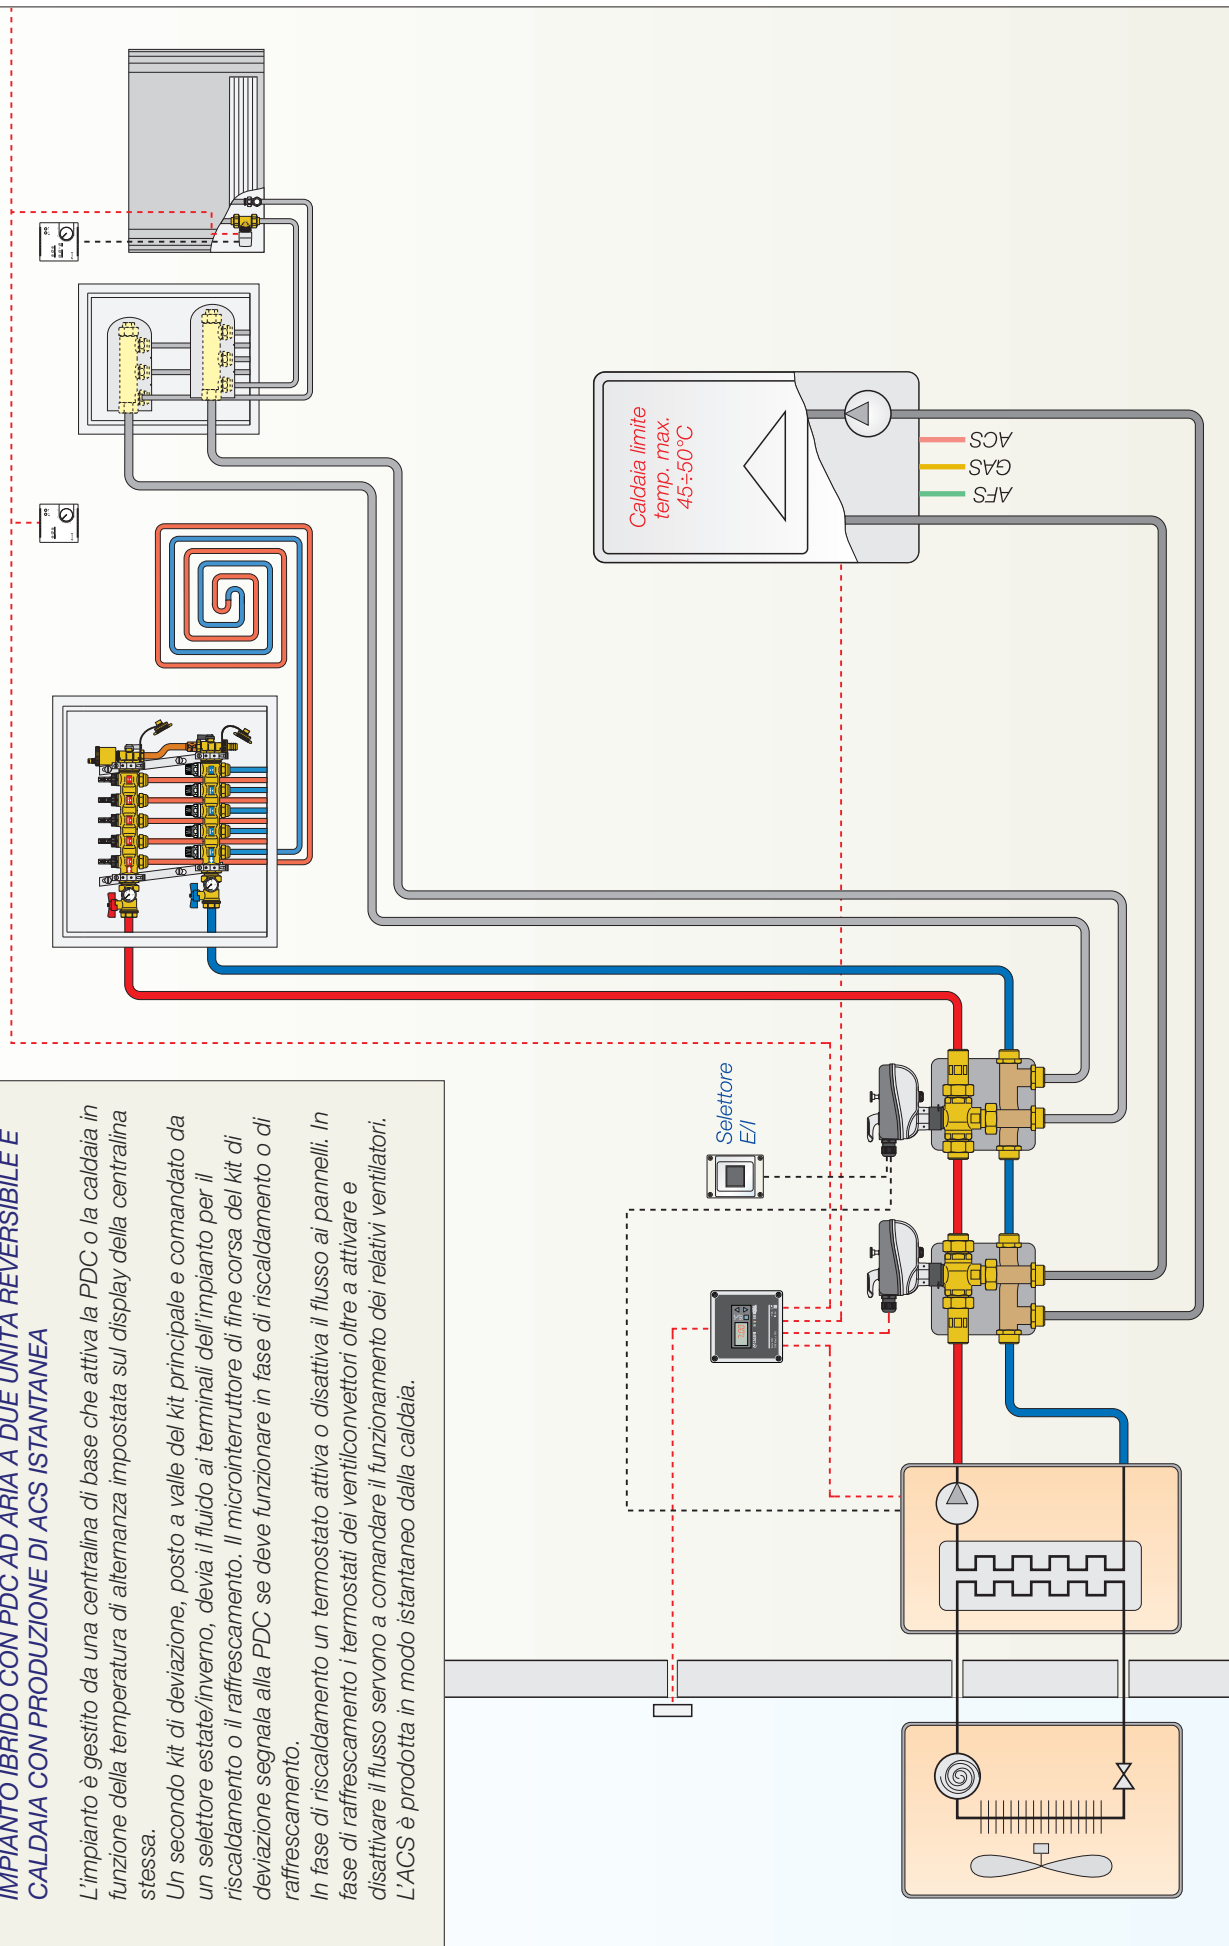 IMPIANTO IBRIDO CON PDC AD ARIA A DUE UNITÀ REVERSIBILE E
CALDAIA CON PRODUZIONE DI ACS ISTANTANEA
L'impianto è gestito da una centralina di base che attiva la PDC o la caldaia in
funzione della temperatura di alternanza impostata sul display della centralina
stessa.
Un secondo kit di deviazione, posto a valle del kit principale e comandato da
un selettore estate/inverno, devia il fluido ai terminali dell'impianto per il
riscaldamento o il raffrescamento. Il microinterruttore di fine corsa del kit di
deviazione segnala alla PDC se deve funzionare in fase di riscaldamento o di
raffrescamento.
In fase di riscaldamento un termostato attiva o disattiva il flusso ai pannelli. In
fase di raffrescamento i termostati dei ventilconvettori oltre a attivare e
disattivare il flusso servono a comandare il funzionamento dei relativi ventilatori.
L'ACS è prodotta in modo istantaneo dalla caldaia.
Selettore
E/I
Caldaia limite
temp. max.
45÷50°C
ACS
GAS
AFS